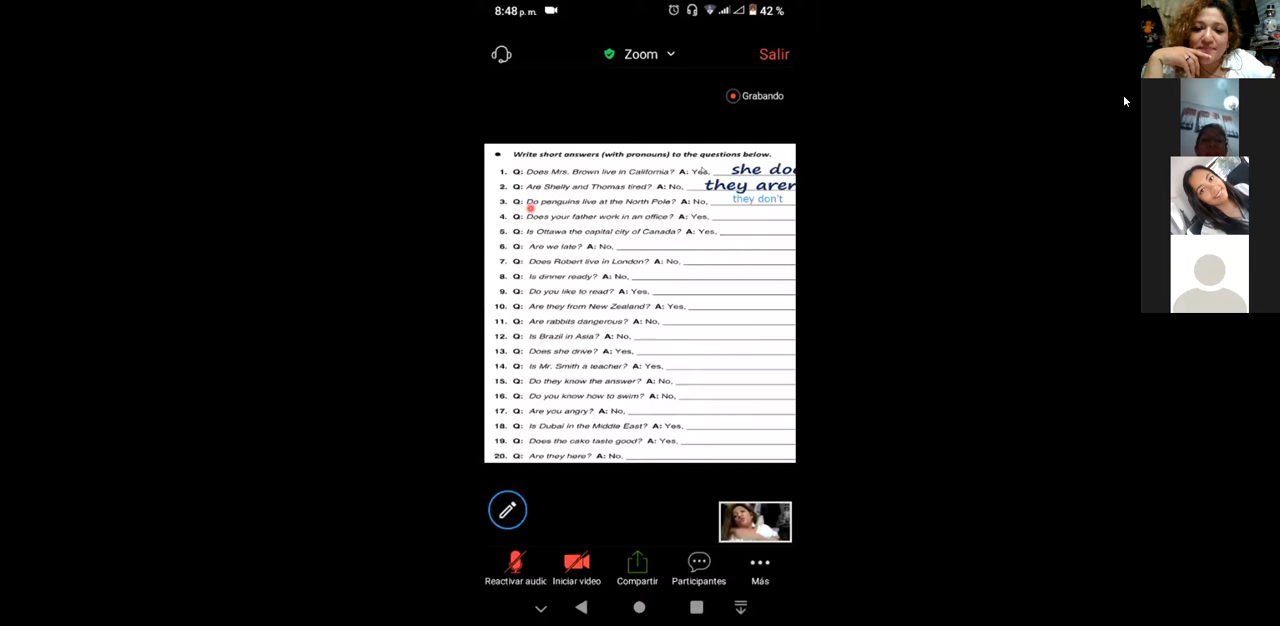 8:48 p. m. 42 %
Zoom Salir
Grabando
Write short answers (with pronouns) to the questions below.
1. Q: Does Mrs. Brown live in California? A: Yes, she doe
2. Q: Are Shelly and Thomas tired? A: No, they aren
3. Q: Do penguins live at the North Pole? A: No, they don't
4. Q: Does your father work in an office? A: Yes,
5. Q: Is Ottawa the capital city of Canada? A: Yes,
6. Q: Are we late? A: No,
7. Q: Does Robert live in London? A: No,
8. Q: Is dinner ready? A: No,
9. Q: Do you like to read? A: Yes,
10. Q: Are they from New Zealand? A: Yes,
11. Q: Are rabbits dangerous? A: No,
12. Q: Is Brazil in Asia? A: No,
13. Q: Does she drive? A: Yes,
14. Q: Is Mr. Smith a teacher? A: Yes,
15. Q: Do they know the answer? A: No,
16. Q: Do you know how to swim? A: No,
17. Q: Are you angry? A: No,
18. Q: Is Dubai in the Middle East? A: Yes,
19. Q: Does the cake taste good? A: Yes,
20. Q: Are they here? A: No,
Reactivar audic Iniciar video Compartir Participantes Más